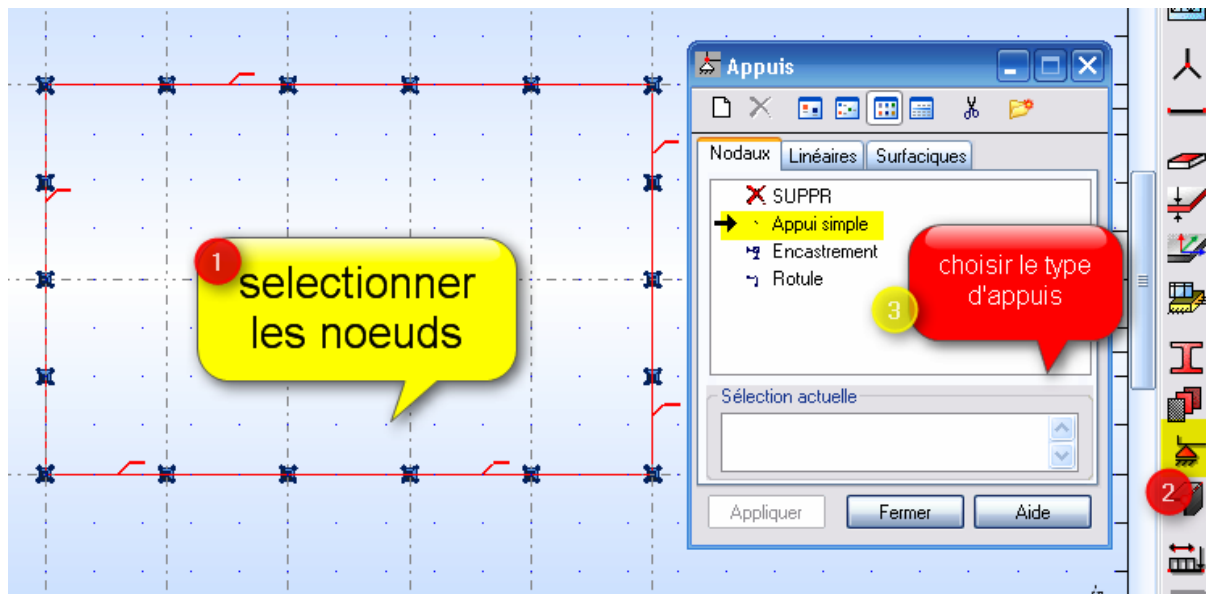 Appuis
Nodaux Linéaires Surfaciques
SUPPR
Appui simple
Encastrement
Rotule
1
selectionner
les noeuds
choisir le type
d'appuis
3
Sélection actuelle
2
Appliquer Fermer Aide